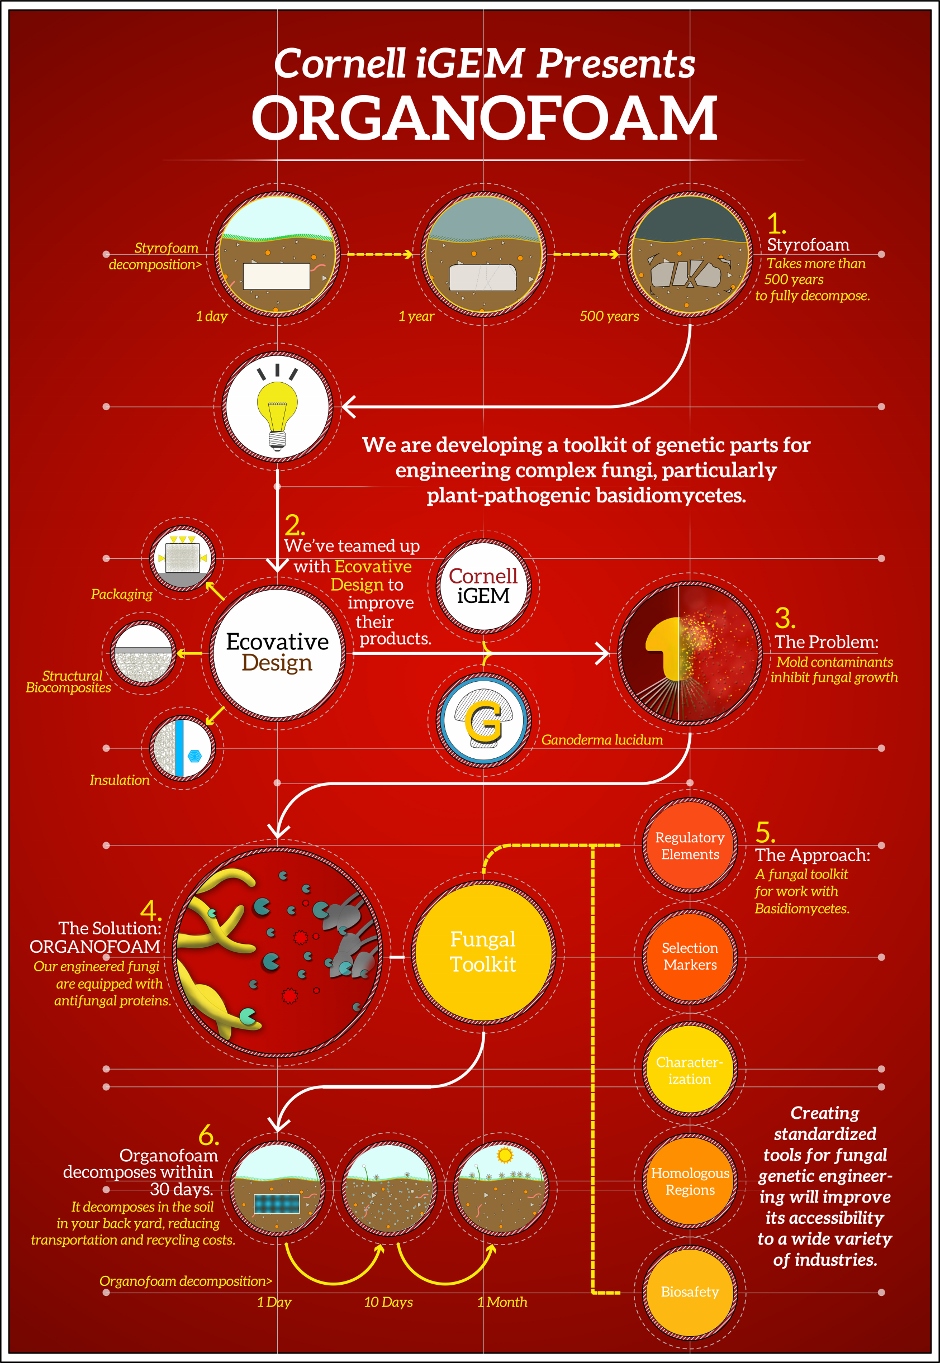 Cornell iGEM Presents
ORGANOFOAM
Styrofoam
decomposition>
1 day
1 year
500 years
1.
Styrofoam
Takes more than
500 years
to fully decompose.
We are developing a toolkit of genetic parts for
engineering complex fungi, particularly
plant-pathogenic basidiomycetes.
2.
We've teamed up
with Ecovative
Design to
improve
their
products.
Packaging
Structural
Biocomposites
Insulation
Ecovative
Design
Cornell
iGEM
G
Ganoderma lucidum
3.
The Problem:
Mold contaminants
inhibit fungal growth
4.
The Solution:
ORGANOFOAM
Our engineered fungi
are equipped with
antifungal proteins.
Fungal
Toolkit
5.
The Approach:
A fungal toolkit
for work with
Basidiomycetes.
Regulatory
Elements
Selection
Markers
Character-
ization
Homologous
Regions
Biosafety
Creating
standardized
tools for fungal
genetic engineer-
ing will improve
its accessibility
to a wide variety
of industries.
6.
Organofoam
decomposes within
30 days.
It decomposes in the soil
in your back yard, reducing
transportation and recycling costs.
Organofoam decomposition>
1 Day
10 Days
1 Month